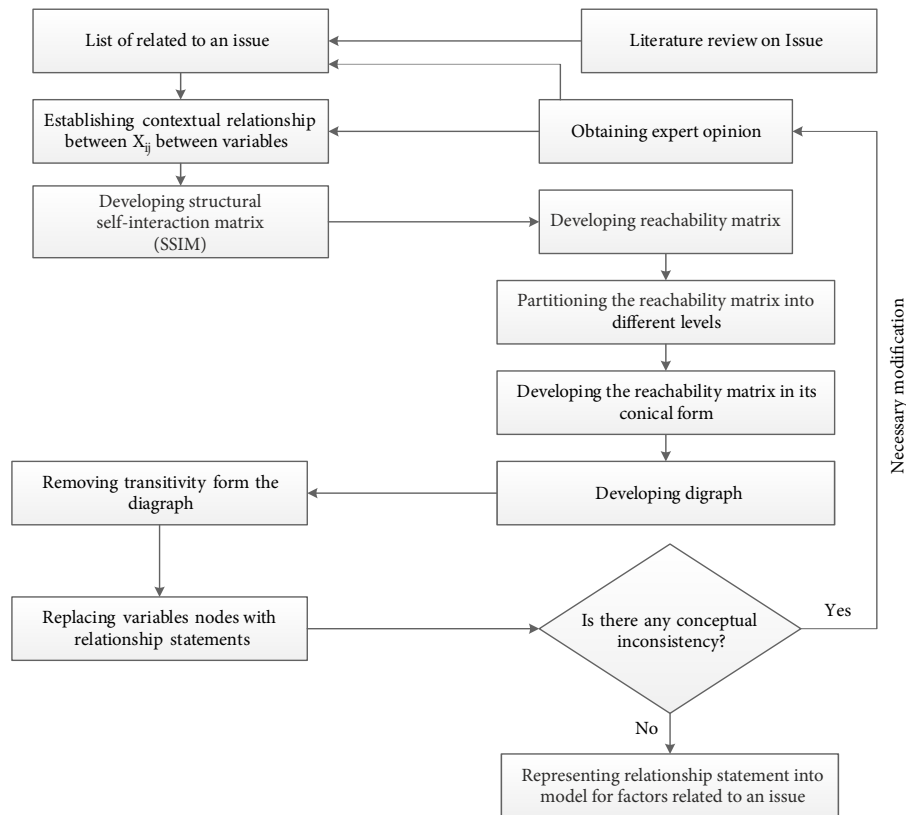 List of related to an issue
Literature review on Issue
Establishing contextual relationship
between Xij between variables
Obtaining expert opinion
Developing structural
self-interaction matrix
(SSIM)
Developing reachability matrix
Partitioning the reachability matrix into
different levels
Developing the reachability matrix in its
conical form
Necessary modification
Removing transitivity form the
diagraph
Developing digraph
Replacing variables nodes with
relationship statements
Is there any conceptual
inconsistency?
Yes
No
Representing relationship statement into
model for factors related to an issue